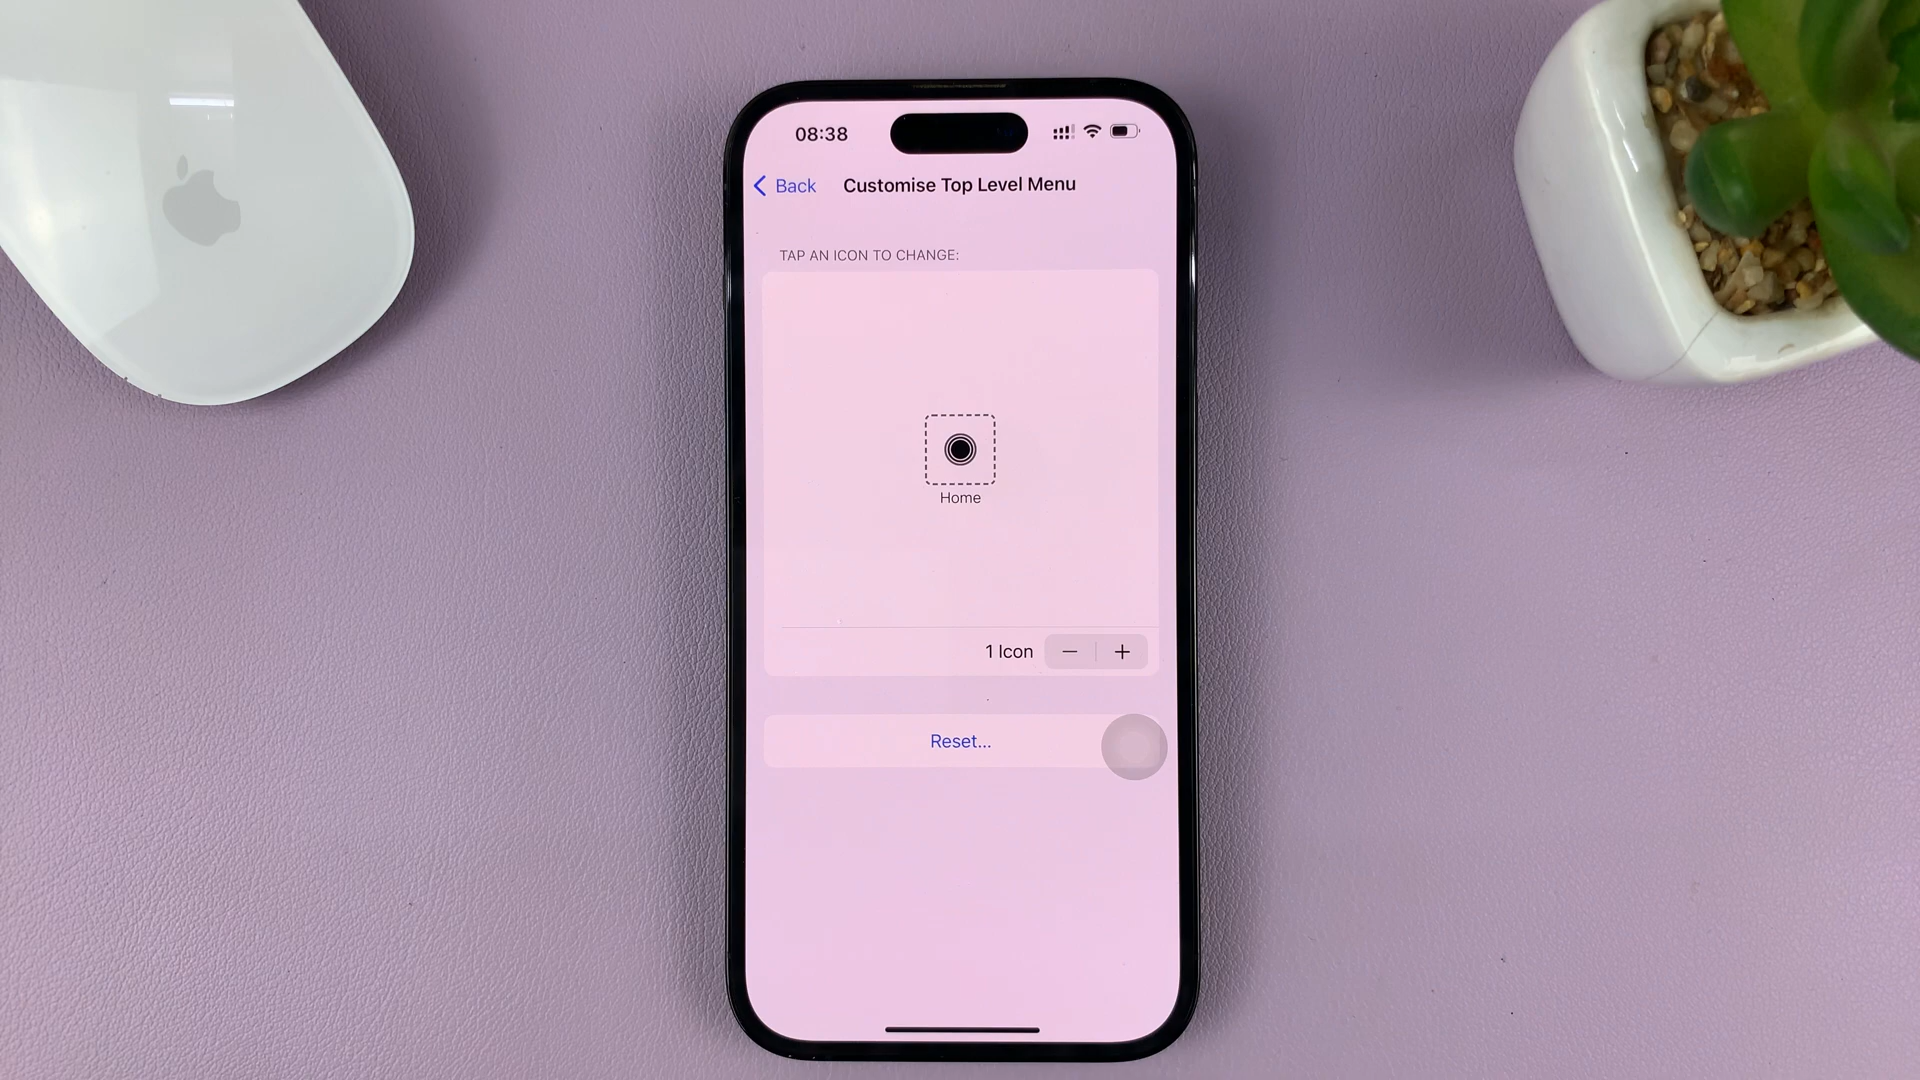 08:38
Back
Customise Top Level Menu
TAP AN ICON TO CHANGE:
Home
1 Icon
Reset...